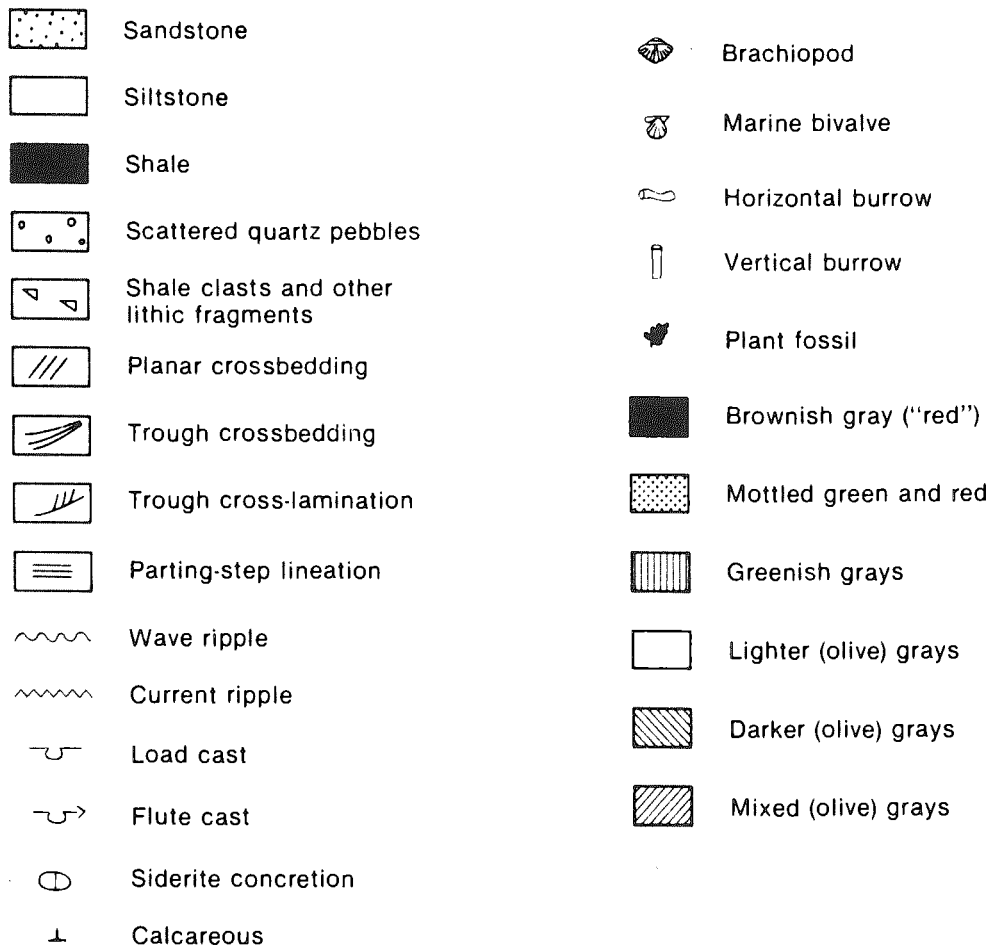 Sandstone
Siltstone
Shale
Scattered quartz pebbles
Shale clasts and other
lithic fragments
Planar crossbedding
Trough crossbedding
Trough cross-lamination
Parting-step lineation
Wave ripple
Current ripple
Load cast
Flute cast
Siderite concretion
Calcareous
Brachiopod
Marine bivalve
Horizontal burrow
Vertical burrow
Plant fossil
Brownish gray ("red")
Mottled green and red
Greenish grays
Lighter (olive) grays
Darker (olive) grays
Mixed (olive) grays